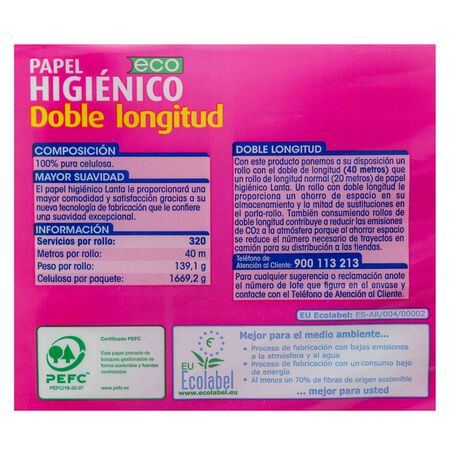 PAPEL eco
HIGIÉNICO
Doble longitud
COMPOSICIÓN
100% pura celulosa.
MAYOR SUAVIDAD
El papel higiénico Lanta le proporcionará una
mayor comodidad y satisfacción gracias a su
nueva tecnología de fabricación que le confiere
una suavidad excepcional.
INFORMACIÓN
Servicios por rollo: 320
Metros por rollo: 40 m
Peso por rollo: 139,1 g
Celulosa por paquete: 1669,2 g
DOBLE LONGITUD
Con este producto ponemos a su disposición un
rollo con el doble de longitud (40 metros) que
un rollo de longitud normal (20 metros) de papel
higiénico Lanta. Un rollo con doble longitud le
proporciona un ahorro de espacio en su
almacenamiento y la mitad de sustituciones en
el porta-rollo. También consumiendo rollos de
doble longitud contribuye a reducir las emisiones
de CO2 a la atmósfera porque al ahorrar espacio
se reduce el número necesario de trayectos en
camión para su distribución a las tiendas.
Teléfono de
Atención al Cliente: 900 113 213
Para cualquier sugerencia o reclamación anote
el número de lote que figura en el envase y
contacte con el Teléfono de Atención al Cliente.
EU Ecolabel: ES-AR/004/00002
PEFC
PEFC/16-32-07
Certificado PEFC
Este papel procede de
bosques gestionados de
forma sostenible y fuentes
controladas
www.pefc.es
EU
Ecolabel
www.ecolabel.eu
Mejor para el medio ambiente...
• Proceso de fabricación con bajas emisiones
a la atmósfera y al agua
• Proceso de fabricación con un consumo bajo
de energía
• Al menos un 70% de fibras de origen sostenible
... mejor para usted